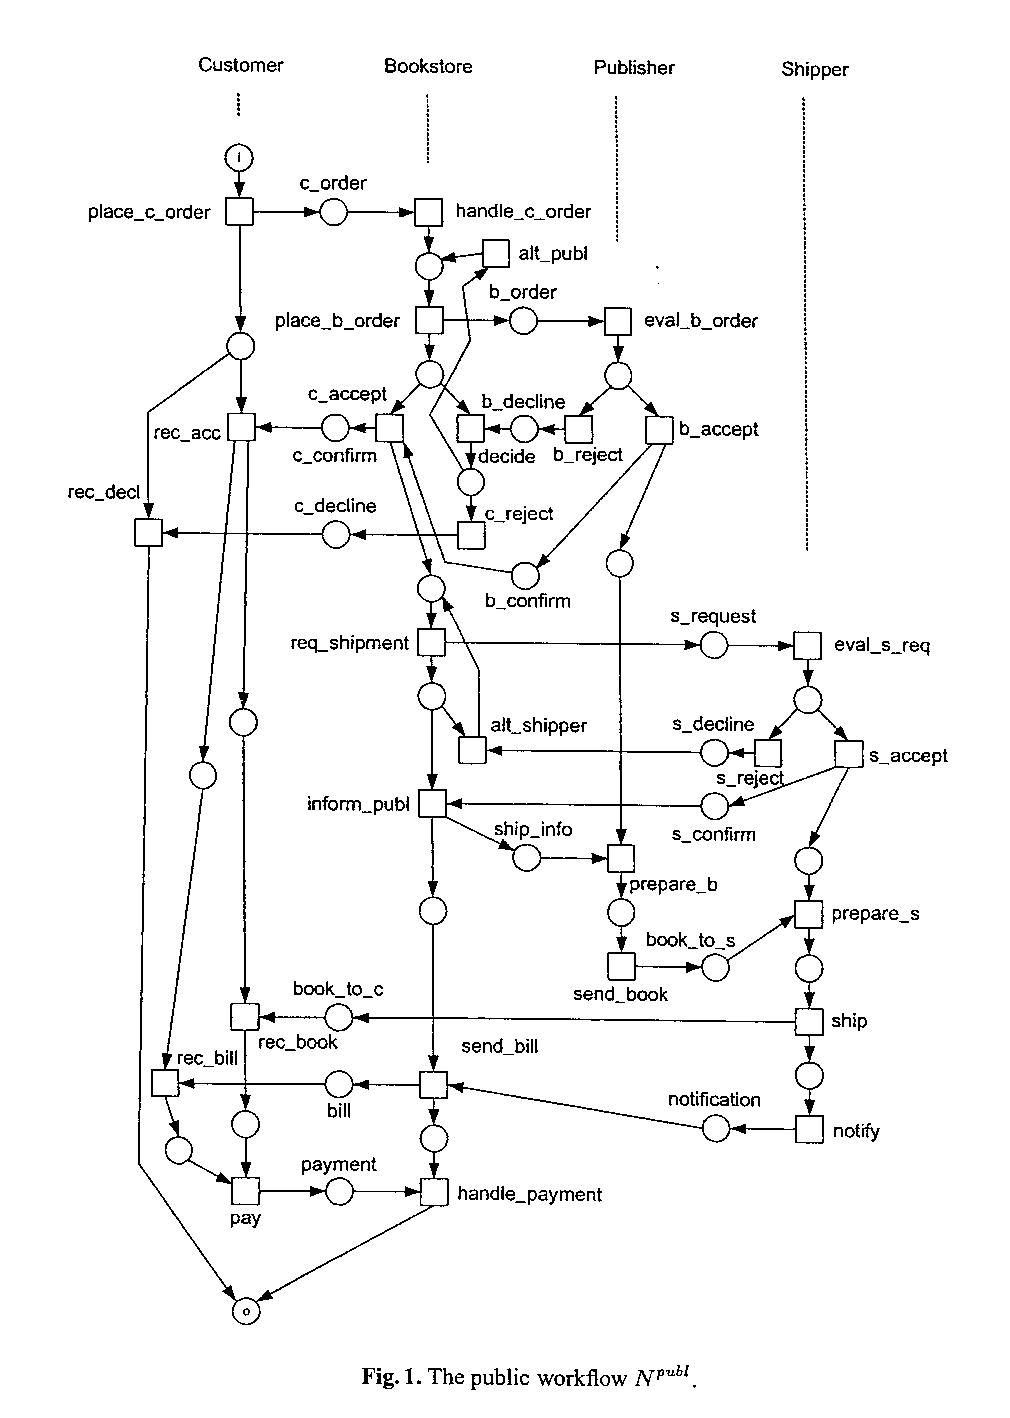 Customer Bookstore Publisher Shipper
i
c_order
place_c_order handle_c_order
alt_publ
b_order
place_b_order eval_b_order
c_accept b_decline
rec_acc b_accept
c_confirm decide b_reject
rec_decl
c_decline c_reject
b_confirm
s_request
req_shipment eval_s_req
alt_shipper s_decline
s_accept
s_reject
inform_publ
ship_info s_confirm
prepare_b
prepare_s
book_to_s
book_to_c send_book
ship
rec_book send_bill
rec_bill
bill notification
notify
payment
handle_payment
pay
o
Fig. 1. The public workflow N^publ.